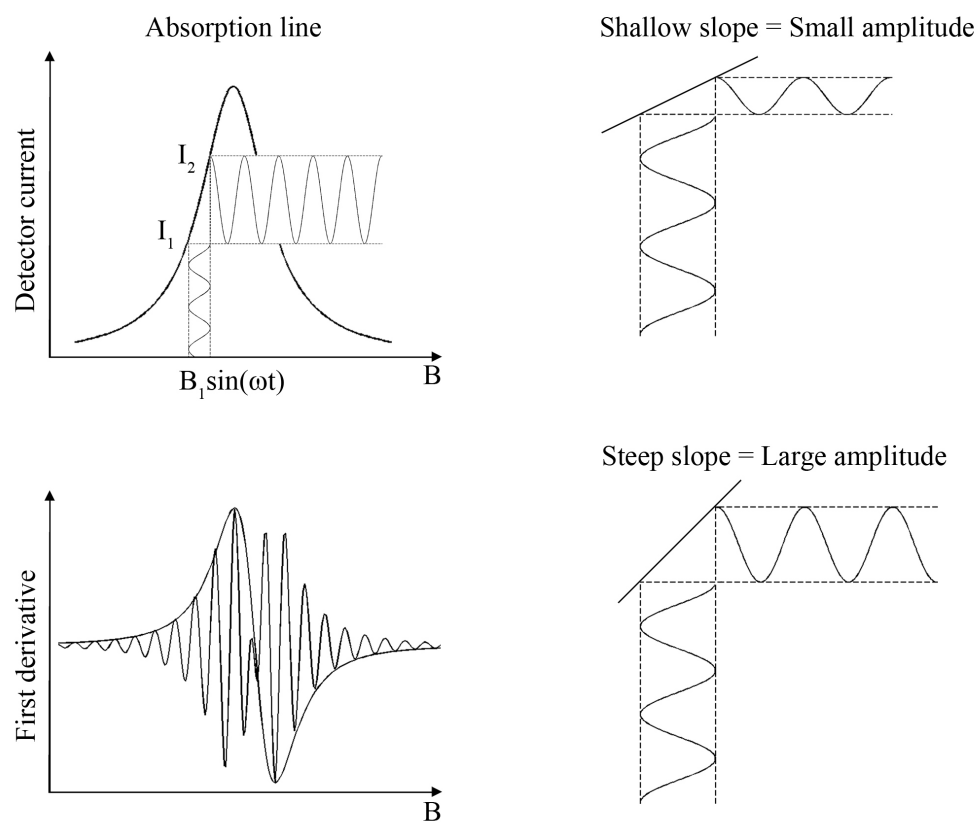 Absorption line
Detector current
I₂
I₁
B
B₁sin(ωt)
Shallow slope = Small amplitude
First derivative
B
Steep slope = Large amplitude